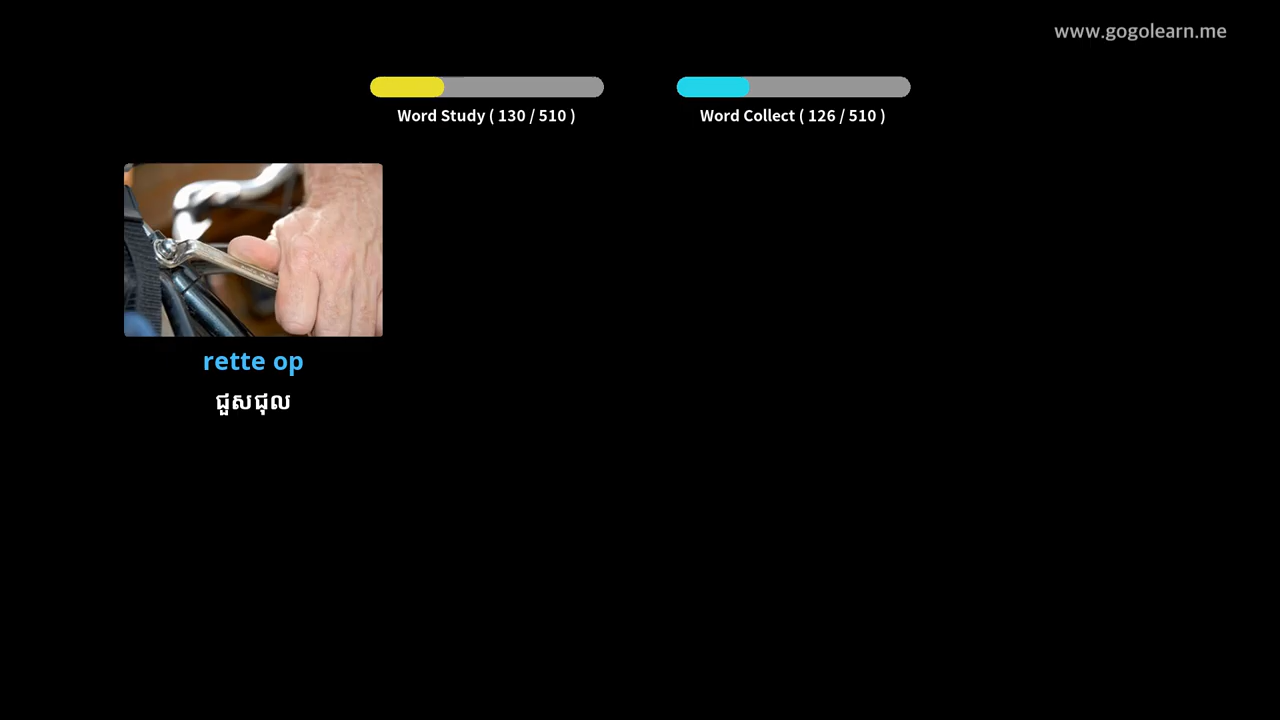 www.gogolearn.me
Word Study ( 130 / 510 )
Word Collect ( 126 / 510 )
rette op
ជួសជុល